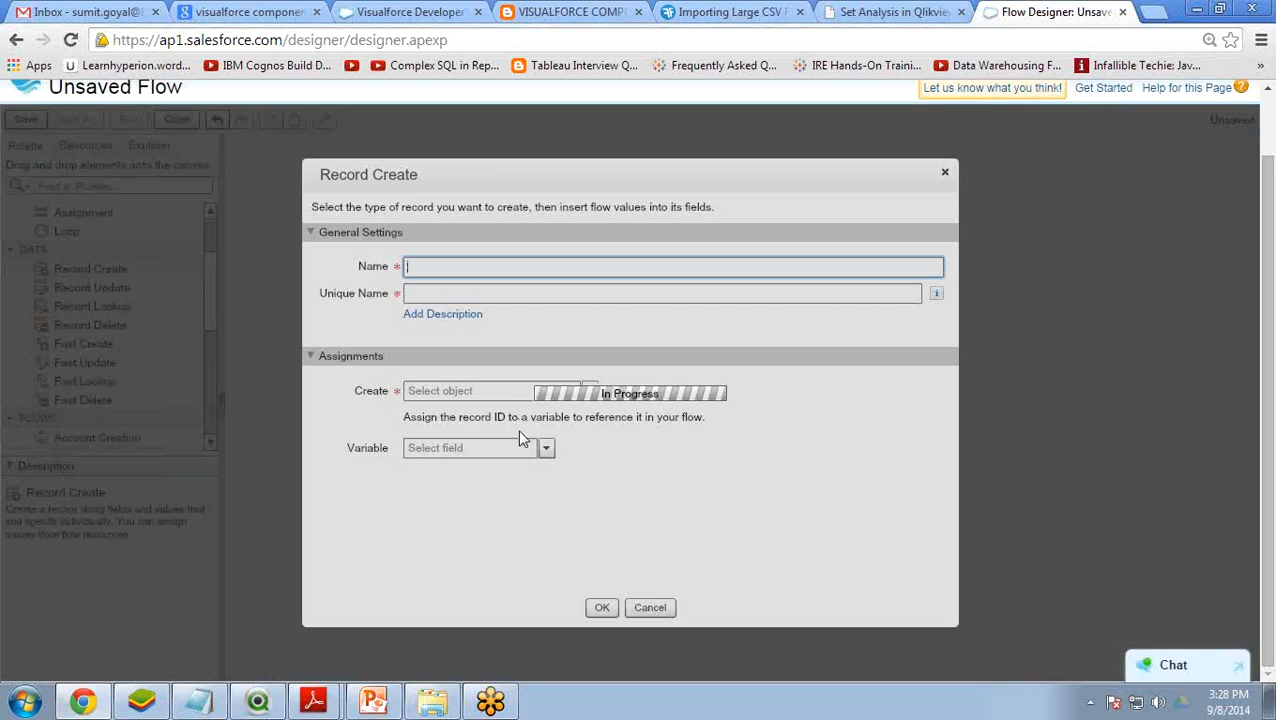 Inbox - sumit.goyal@b
visualforce componen
Visualforce Developer'
VISUALFORCE COMP
Importing Large CSV F
Set Analysis in Qlikview
Flow Designer: Unsave
https://ap1.salesforce.com/designer/designer.apexp
Apps
Learnhyperion.word...
IBM Cognos Build D...
Complex SQL in Rep...
Tableau Interview Q...
Frequently Asked Q...
IRE Hands-On Traini...
Data Warehousing F...
Infallible Techie: Jav...
»
Unsaved Flow
Let us know what you think!
Get Started
Help for this Page
Save
Close
Unsaved
Palette
Resources
Explorer
Drag and drop elements onto the canvas
Find in Palette...
Assignment
Loop
DATA
Record Create
Record Update
Record Lookup
Record Delete
Fast Create
Fast Update
Fast Lookup
Fast Delete
FLOWS
Account Creation
Description
Record Create
Create a record using fields and values that
you specify individually. You can assign
values from flow resources.
Record Create
Select the type of record you want to create, then insert flow values into its fields.
General Settings
Name *
Unique Name *
Add Description
Assignments
Create * Select object
In Progress
Assign the record ID to a variable to reference it in your flow.
Variable Select field
OK
Cancel
Chat
3:28 PM
9/8/2014